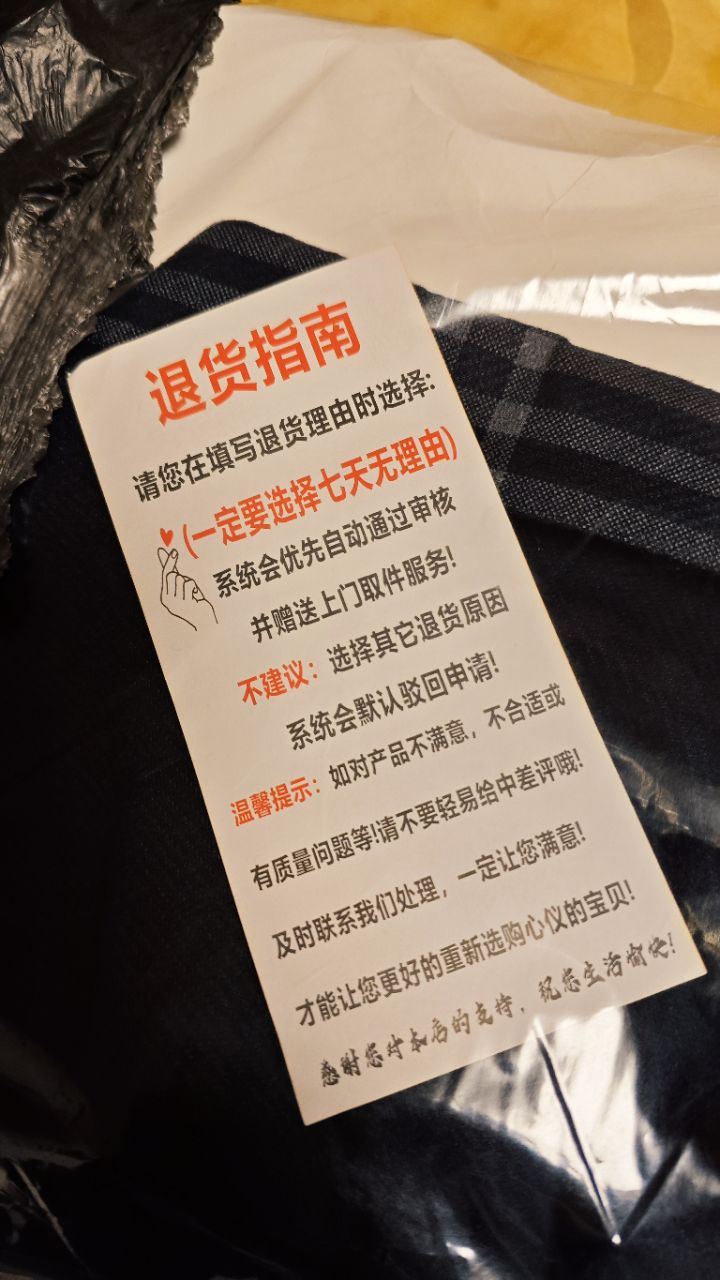 退货指南
请您在填写退货理由时选择:
(一定要选择七天无理由)
系统会优先自动通过审核
并赠送上门取件服务!
不建议：选择其它退货原因
系统会默认驳回申请!
温馨提示：如对产品不满意，不合适或
有质量问题等!请不要轻易给中差评哦!
及时联系我们处理，一定让您满意!
才能让您更好的重新选购心仪的宝贝!
感谢您对本店的支持，祝您生活愉快!